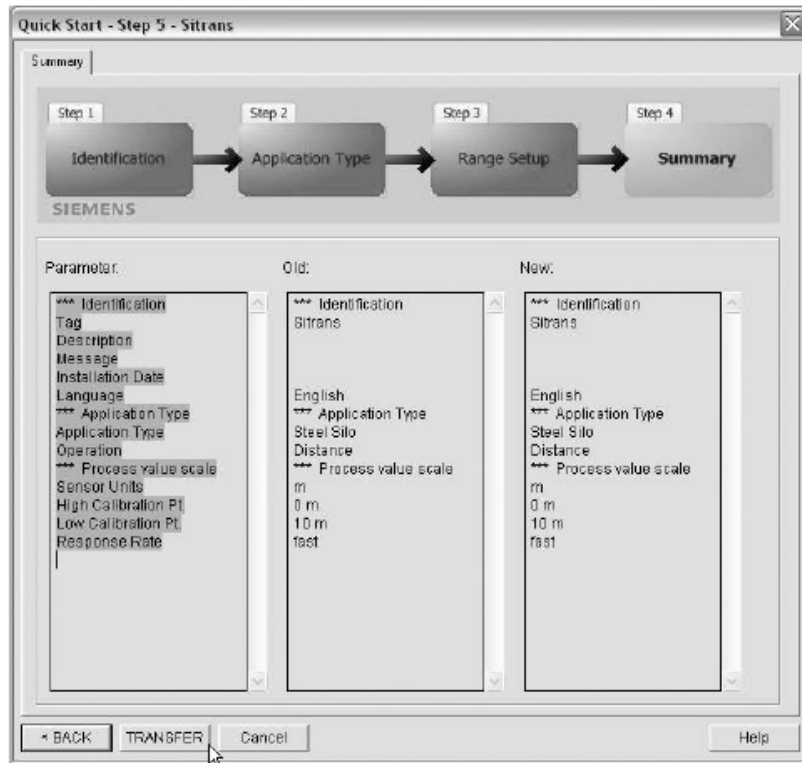 Quick Start - Step 5 - Sitrans
Summary
Step 1
Step 2
Step 3
Step 4
Identification
Application Type
Range Setup
Summary
SIEMENS
Parameter:
Old:
New:
*** Identification
Tag
Description
Message
Installation Date
Language
*** Application Type
Application Type
Operation
*** Process value scale
Sensor Units
High Calibration Pt.
Low Calibration Pt.
Response Rate
*** Identification
Sitrans
English
*** Application Type
Steel Silo
Distance
*** Process value scale
m
0 m
10 m
fast
*** Identification
Sitrans
English
*** Application Type
Steel Silo
Distance
*** Process value scale
m
0 m
10 m
fast
< BACK
TRANSFER
Cancel
Help